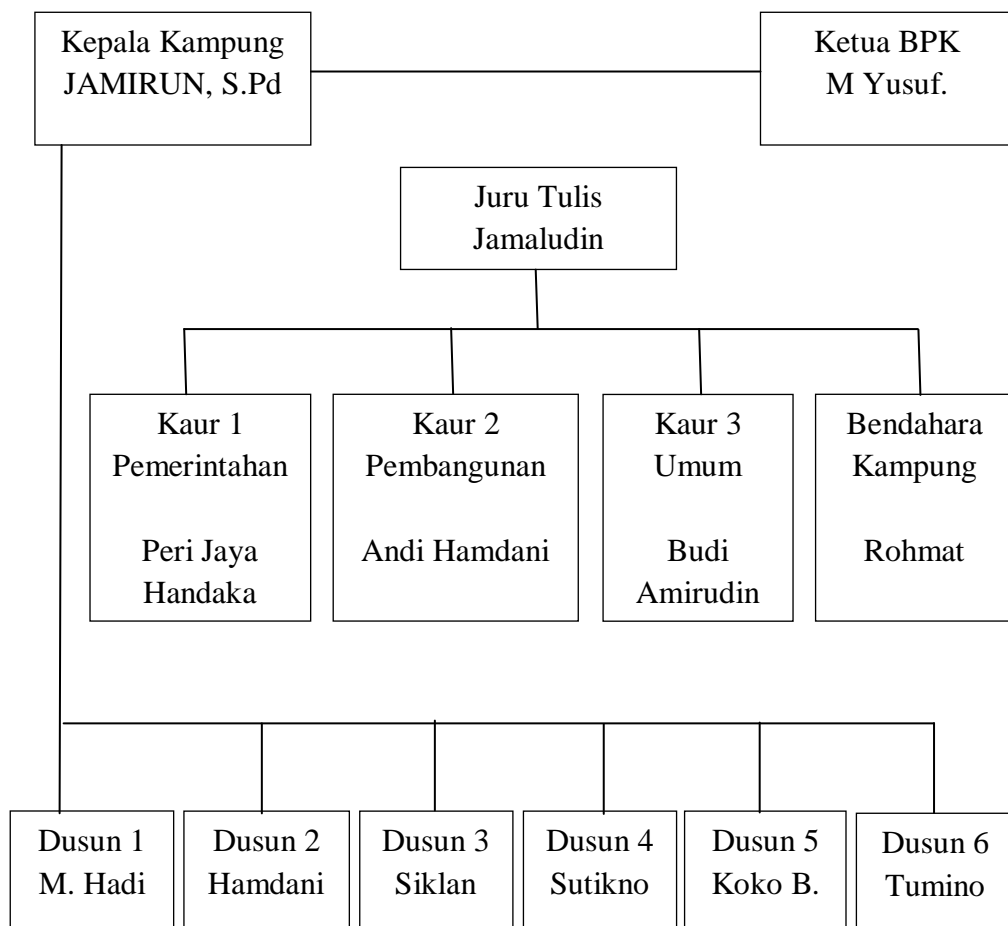 Kepala Kampung
JAMIRUN, S.Pd
Ketua BPK
M Yusuf.
Juru Tulis
Jamaludin
Kaur 1
Pemerintahan
Peri Jaya
Handaka
Kaur 2
Pembangunan
Andi Hamdani
Kaur 3
Umum
Budi
Amirudin
Bendahara
Kampung
Rohmat
Dusun 1
M. Hadi
Dusun 2
Hamdani
Dusun 3
Siklan
Dusun 4
Sutikno
Dusun 5
Koko B.
Dusun 6
Tumino